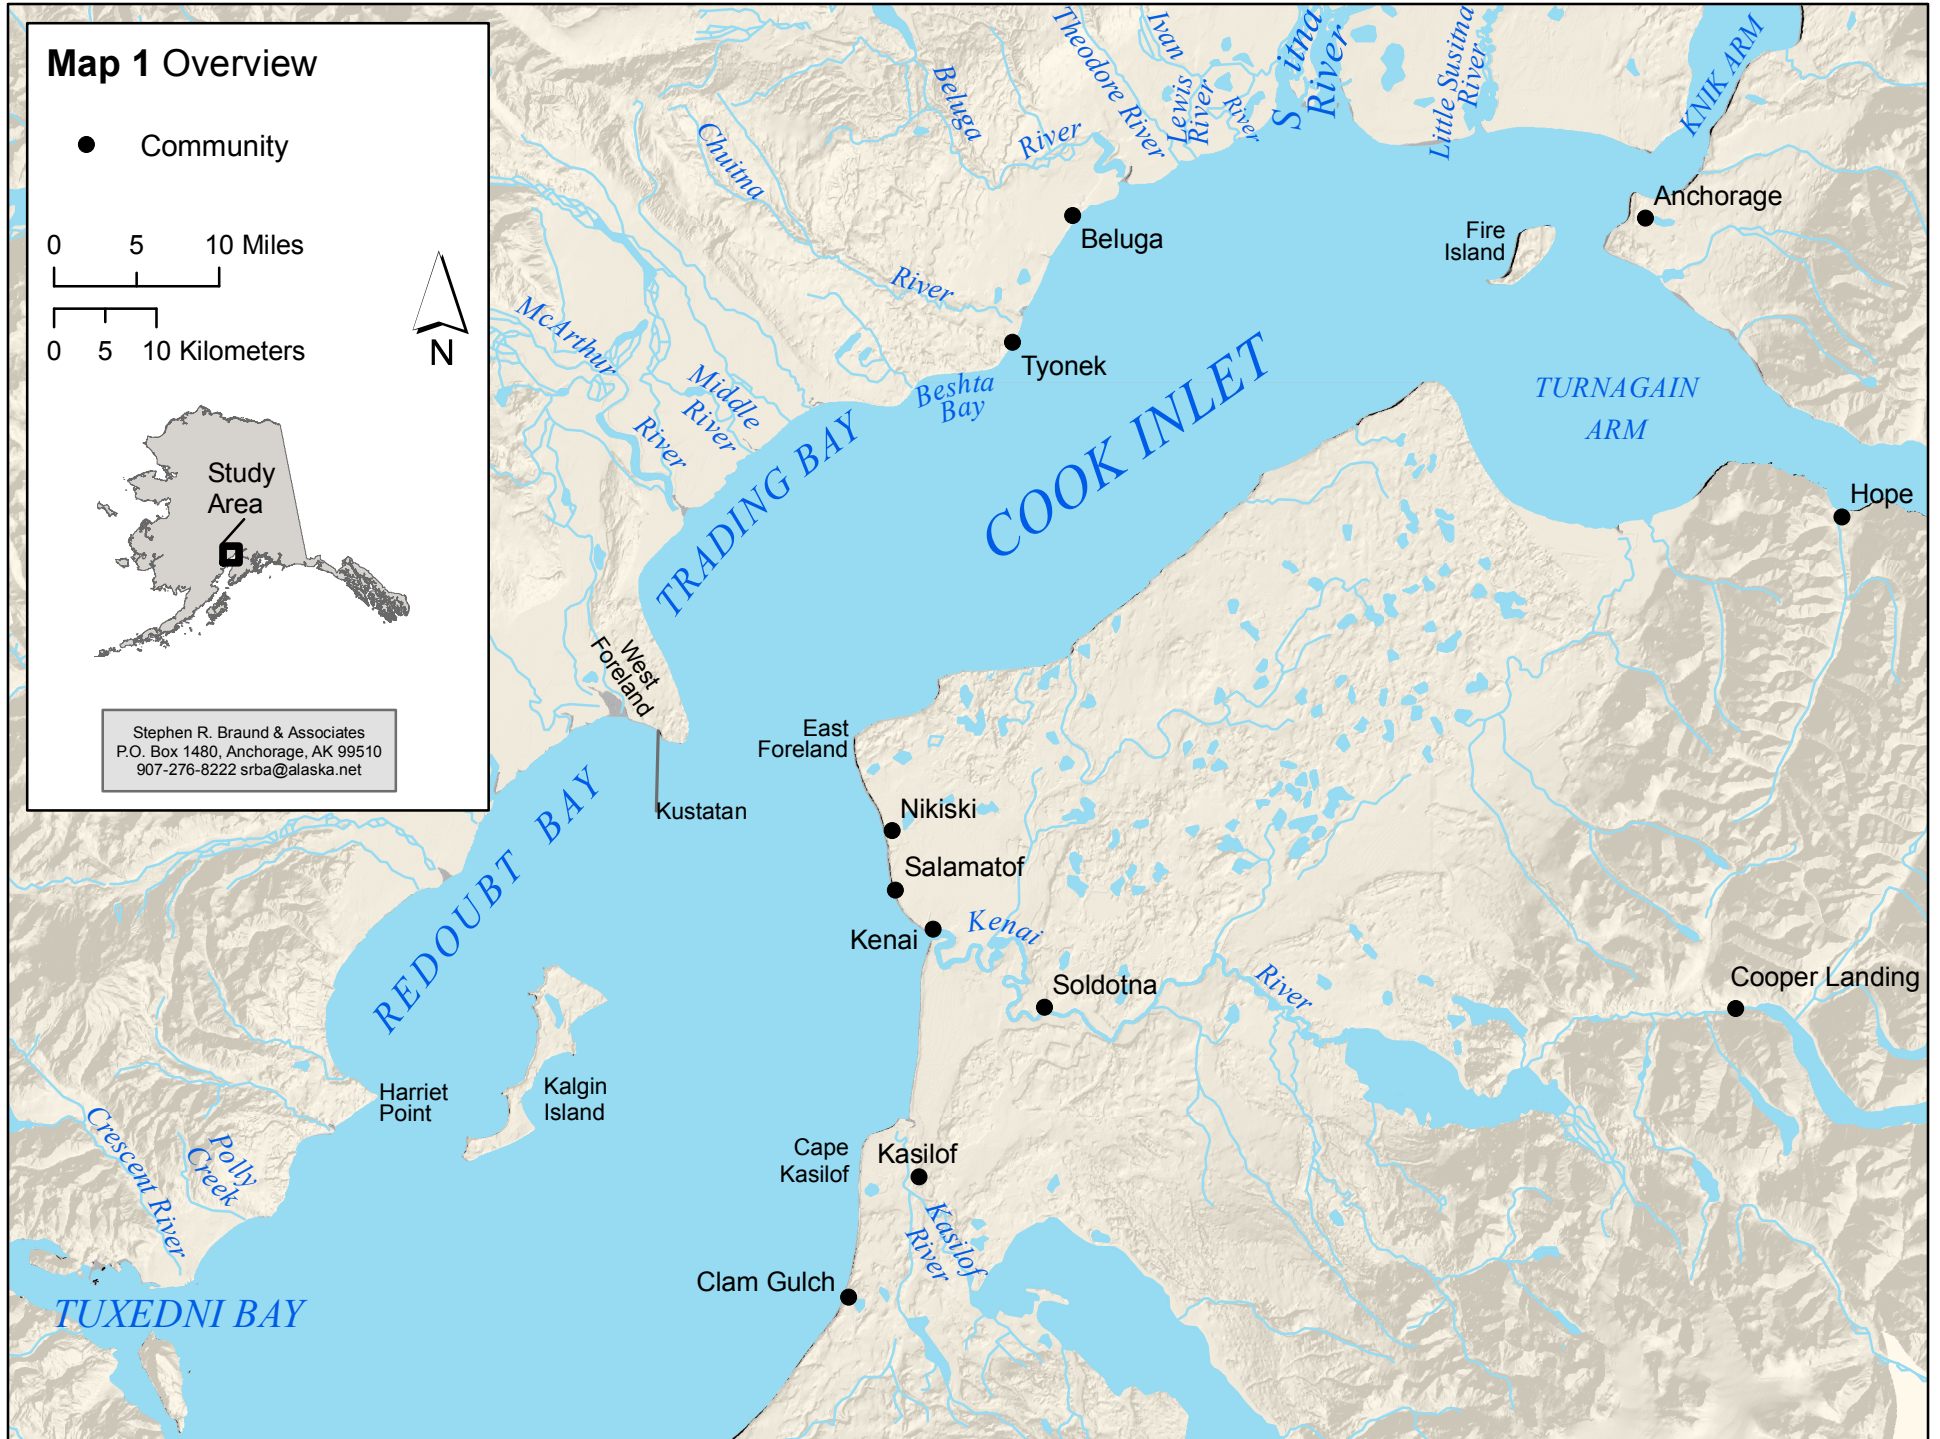 Map 1 Overview
Community
0 5 10 Miles
0 5 10 Kilometers
N
Study
Area
Stephen R. Braund & Associates
P.O. Box 1480, Anchorage, AK 99510
907-276-8222 srba@alaska.net
Beluga
River
Theodore River
Ivan
River
Lewis
River
S itna
River
Little Susitna
River
KNIK ARM
Chuitna
River
Anchorage
Fire
Island
Beluga
McArthur
River
Middle
River
Tyonek
Beshta
Bay
TRADING BAY
COOK INLET
TURNAGAIN
ARM
Hope
West
Foreland
East
Foreland
Kustatan
REDOUBT BAY
Nikiski
Salamatof
Kenai
Kenai
River
Soldotna
Cooper Landing
Harriet
Point
Kalgin
Island
Crescent River
Polly
Creek
Cape
Kasilof
Kasilof
Kasilof
River
Clam Gulch
TUXEDNI BAY